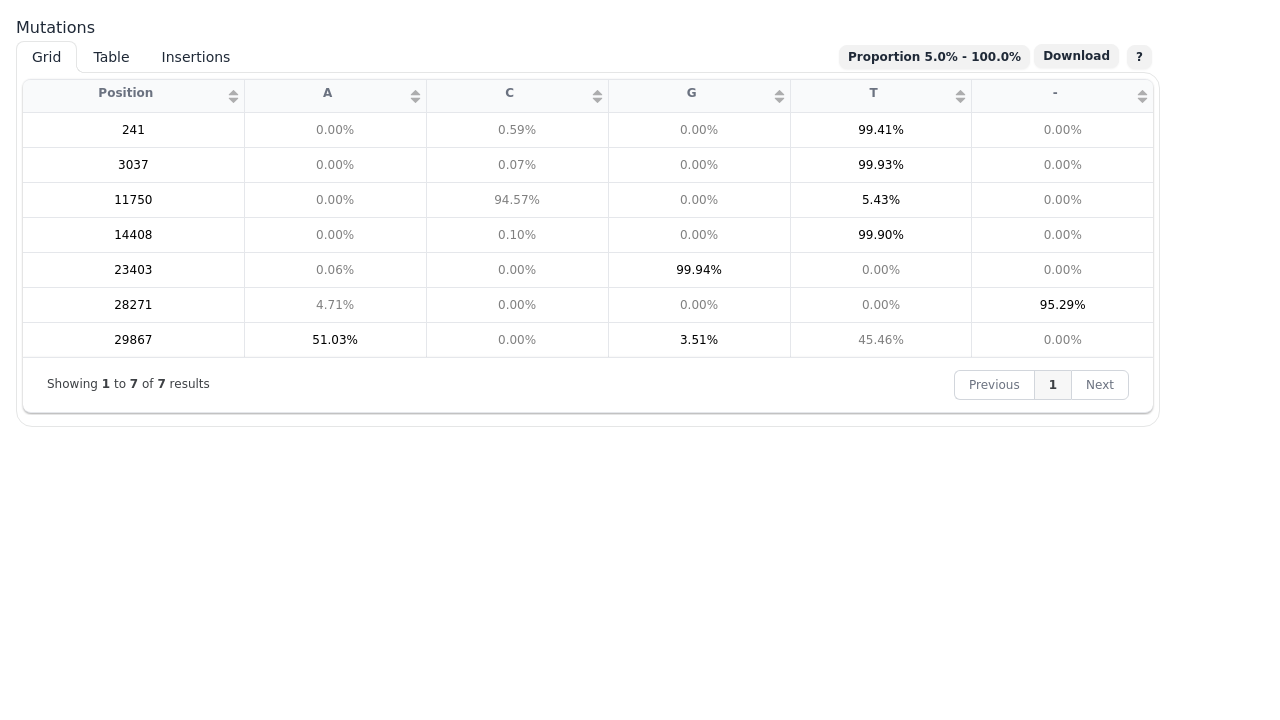 Mutations
Grid Table Insertions Proportion 5.0% - 100.0% Download ?
Position A C G T -
241 0.00% 0.59% 0.00% 99.41% 0.00%
3037 0.00% 0.07% 0.00% 99.93% 0.00%
11750 0.00% 94.57% 0.00% 5.43% 0.00%
14408 0.00% 0.10% 0.00% 99.90% 0.00%
23403 0.06% 0.00% 99.94% 0.00% 0.00%
28271 4.71% 0.00% 0.00% 0.00% 95.29%
29867 51.03% 0.00% 3.51% 45.46% 0.00%
Showing 1 to 7 of 7 results Previous 1 Next